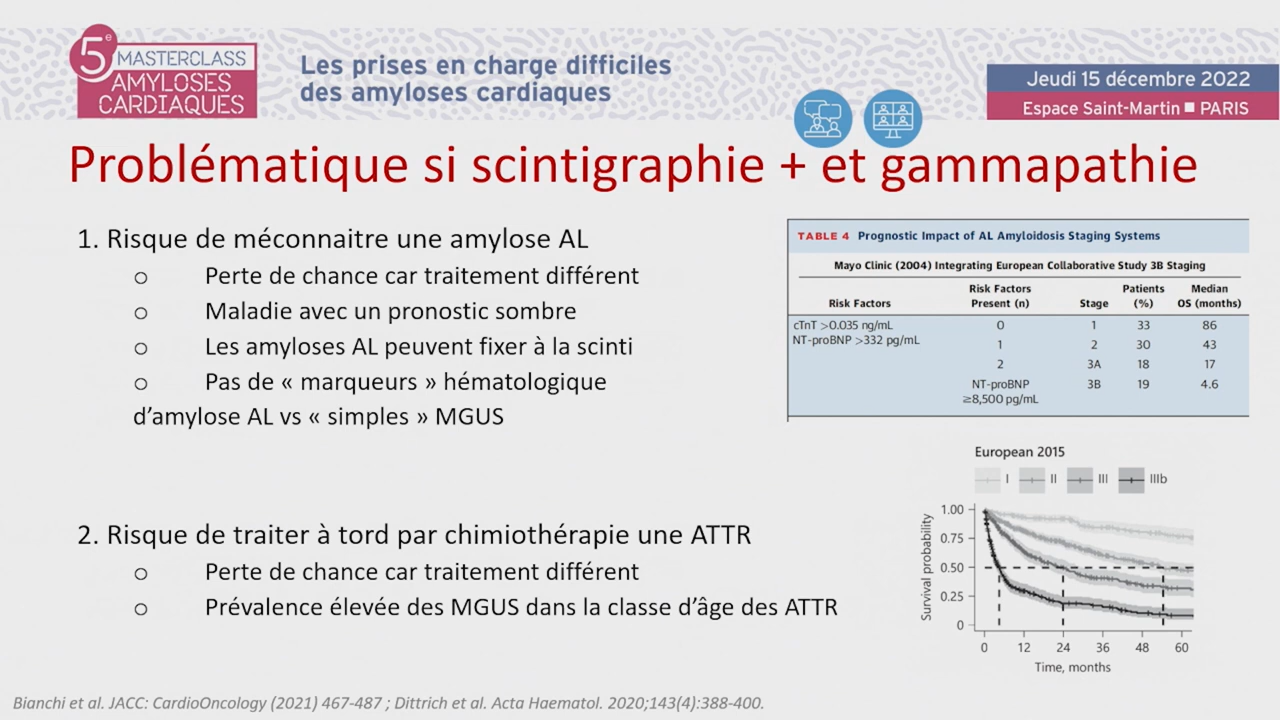 5e MASTERCLASS
AMYLOSES
CARDIAQUES
Les prises en charge difficiles
des amyloses cardiaques
Jeudi 15 décembre 2022
Espace Saint-Martin ■ PARIS
Problématique si scintigraphie + et gammapathie
1. Risque de méconnaitre une amylose AL
o Perte de chance car traitement différent
o Maladie avec un pronostic sombre
o Les amyloses AL peuvent fixer à la scinti
o Pas de « marqueurs » hématologique
d’amylose AL vs « simples » MGUS
2. Risque de traiter à tord par chimiothérapie une ATTR
o Perte de chance car traitement différent
o Prévalence élevée des MGUS dans la classe d’âge des ATTR
TABLE 4 Prognostic Impact of AL Amyloidosis Staging Systems
Mayo Clinic (2004) Integrating European Collaborative Study 3B Staging
Risk Factors Risk Factors Present (n) Stage Patients (%) Median OS (months)
cTnT >0.035 ng/mL 0 1 33 86
NT-proBNP >332 pg/mL 1 2 30 43
2 3A 18 17
NT-proBNP 3B 19 4.6
≥8,500 pg/mL
European 2015
I II III IIIb
Survival probability
1.00
0.75
0.50
0.25
0
0 12 24 36 48 60
Time, months
Bianchi et al. JACC: CardioOncology (2021) 467-487 ; Dittrich et al. Acta Haematol. 2020;143(4):388-400.